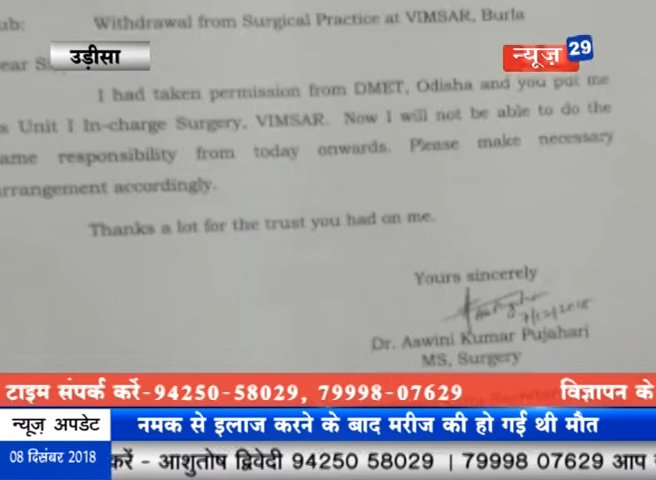 ub: Withdrawal from Surgical Practice at VIMSAR, Burla
उड़ीसा
न्यूज़ 29
ear S
I had taken permission from DMET, Odisha and you put me
s Unit I In-charge Surgery, VIMSAR. Now I will not be able to do the
ame responsibility from today onwards. Please make necessary
rrangement accordingly.
Thanks a lot for the trust you had on me.
Yours sincerely
7/12/2018
Dr. Aswini Kumar Pujahari
MS, Surgery
टाइम संपर्क करें-94250-58029, 79998-07629 विज्ञापन के
न्यूज़ अपडेट नमक से इलाज करने के बाद मरीज की हो गई थी मौत
08 दिसंबर 2018 करें - आशुतोष द्विवेदी 94250 58029 | 79998 07629 आप